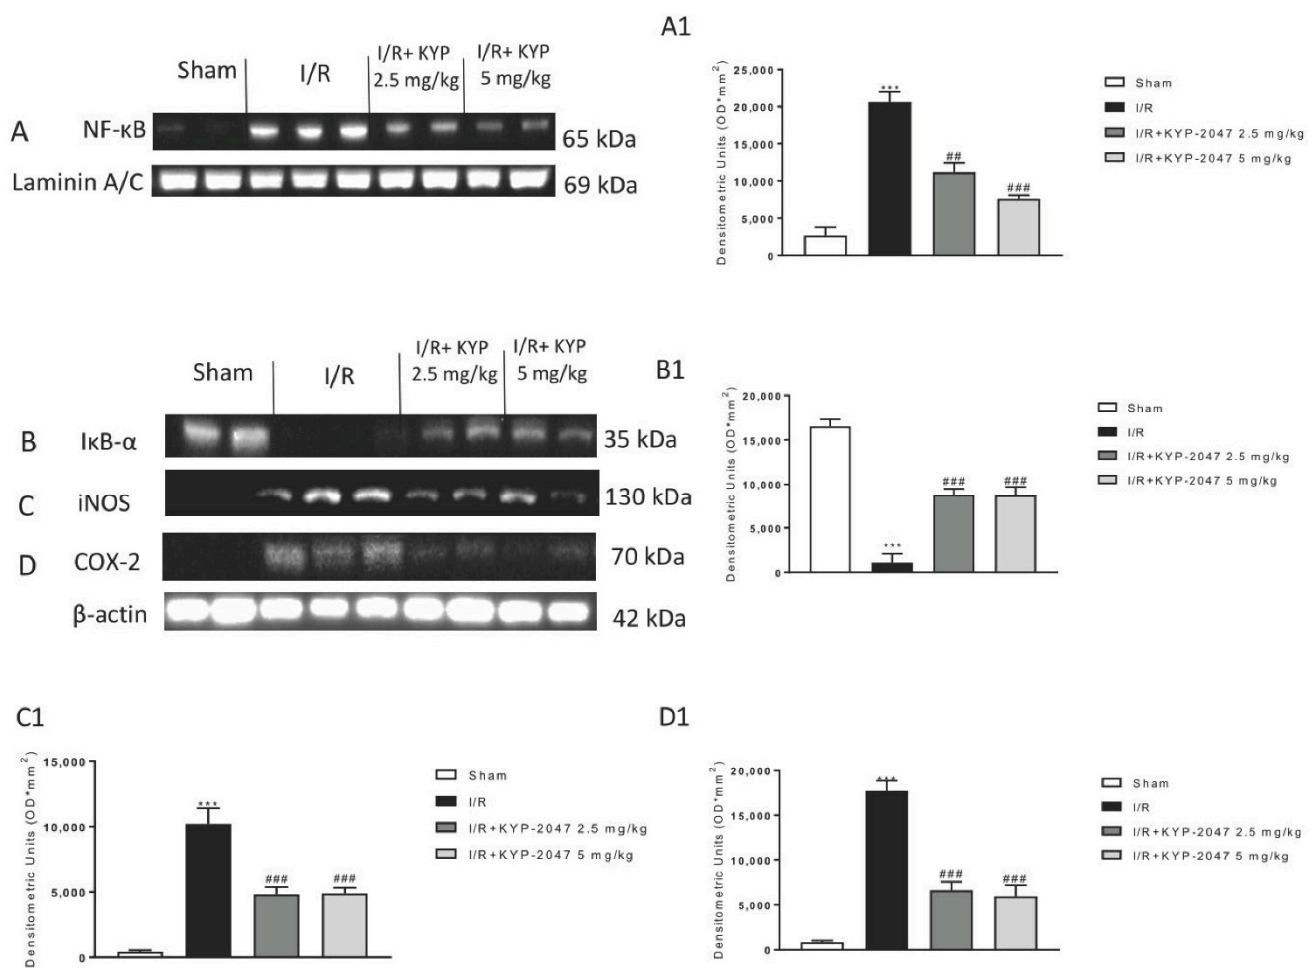 A1
Sham
I/R
I/R+ KYP
2.5 mg/kg
I/R+ KYP
5 mg/kg
A
NF-κB
65 kDa
Laminin A/C
69 kDa
Densitometric Units (OD*mm²)
25,000
20,000
15,000
10,000
5,000
0
***
##
###
Sham
I/R
I/R+KYP-2047 2.5 mg/kg
I/R+KYP-2047 5 mg/kg
Sham
I/R
I/R+ KYP
2.5 mg/kg
I/R+ KYP
5 mg/kg
B
IκB-α
35 kDa
C
iNOS
130 kDa
D
COX-2
70 kDa
β-actin
42 kDa
B1
Densitometric Units (OD*mm²)
20,000
15,000
10,000
5,000
0
***
###
###
Sham
I/R
I/R+KYP-2047 2.5 mg/kg
I/R+KYP-2047 5 mg/kg
C1
Densitometric Units (OD*mm²)
15,000
10,000
5,000
0
***
###
###
Sham
I/R
I/R+KYP-2047 2.5 mg/kg
I/R+KYP-2047 5 mg/kg
D1
Densitometric Units (OD*mm²)
20,000
15,000
10,000
5,000
0
***
###
###
Sham
I/R
I/R+KYP-2047 2.5 mg/kg
I/R+KYP-2047 5 mg/kg